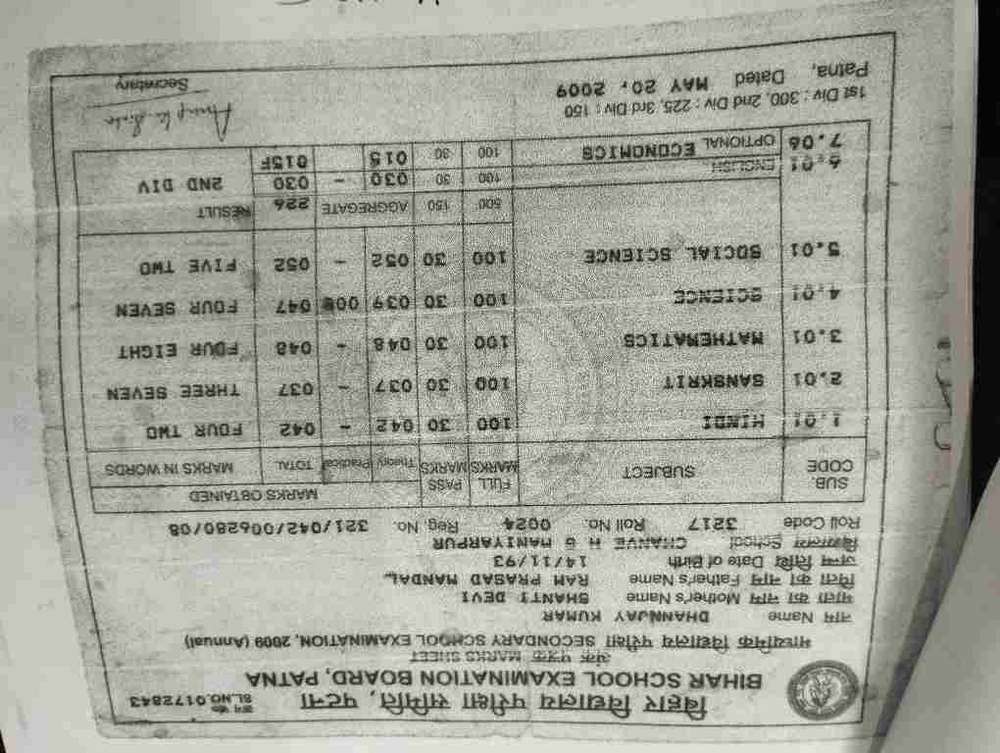 बिहार विद्यालय परीक्षा समिति, पटना
SL.NO.0172843
BIHAR SCHOOL EXAMINATION BOARD, PATNA
अंक पत्रक MARKS SHEET
माध्यमिक विद्यालय परीक्षा SECONDARY SCHOOL EXAMINATION, 2009 (Annual)
नाम Name DHANNJAY KUMAR
माता का नाम Mother's Name SHANTI DEVI
पिता का नाम Father's Name RAM PRASAD MANDAL
जन्म तिथि Date of Birth 14/11/93
विद्यालय School CHANVE H G MANIYARPUR
Roll Code 3217 Roll No. 0024 Reg. No. 321/042/0006280/08
SUB. CODE SUBJECT FULL MARKS PASS MARKS MARKS OBTAINED
Theory Practical TOTAL MARKS IN WORDS
1.01 HINDI 100 30 042 - 042 FOUR TWO
2.01 SANSKRIT 100 30 037 - 037 THREE SEVEN
3.01 MATHEMATICS 100 30 048 - 048 FOUR EIGHT
4.01 SCIENCE 100 30 039 008 047 FOUR SEVEN
5.01 SOCIAL SCIENCE 100 30 052 - 052 FIVE TWO
500 150 AGGREGATE 226 RESULT
6.01 ENGLISH 100 30 030 - 030 2ND DIV
7.06 OPTIONAL ECONOMICS 100 30 015 015F
1st Div : 300, 2nd Div : 225, 3rd Div : 150
Patna, Dated MAY 20, 2009
Secretary